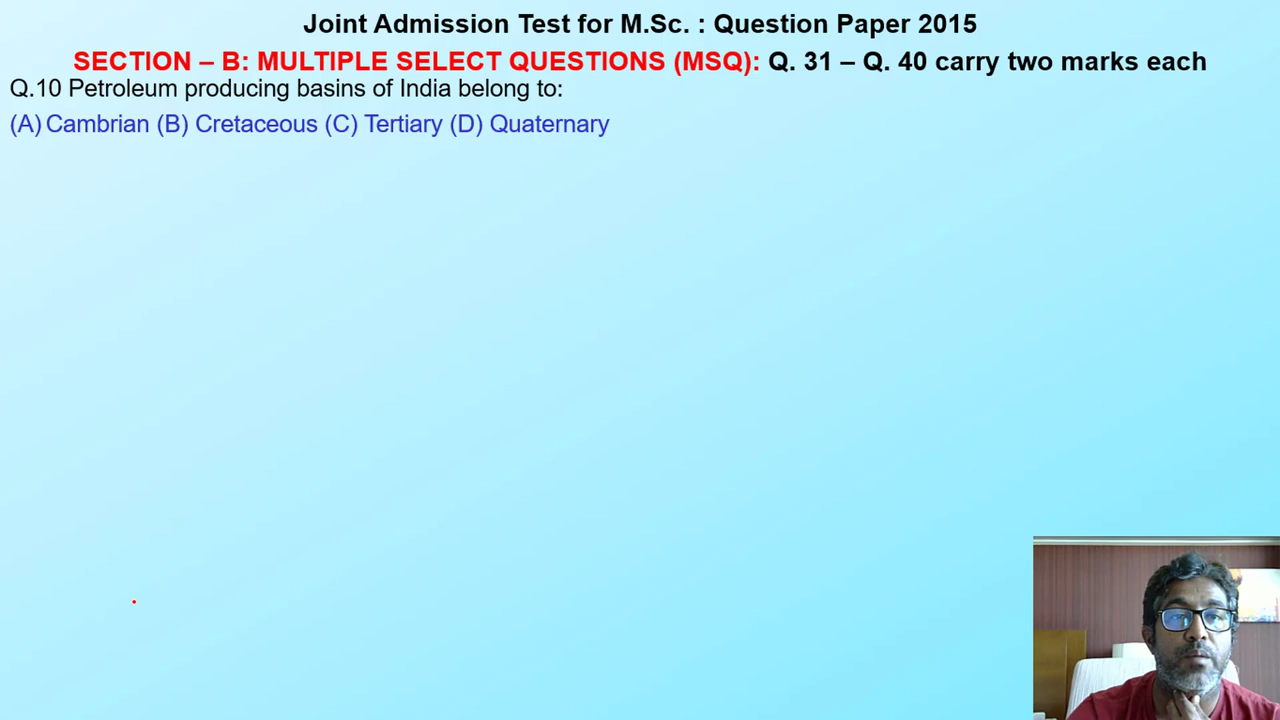 Joint Admission Test for M.Sc. : Question Paper 2015
SECTION – B: MULTIPLE SELECT QUESTIONS (MSQ): Q. 31 – Q. 40 carry two marks each
Q.10 Petroleum producing basins of India belong to:
(A) Cambrian (B) Cretaceous (C) Tertiary (D) Quaternary